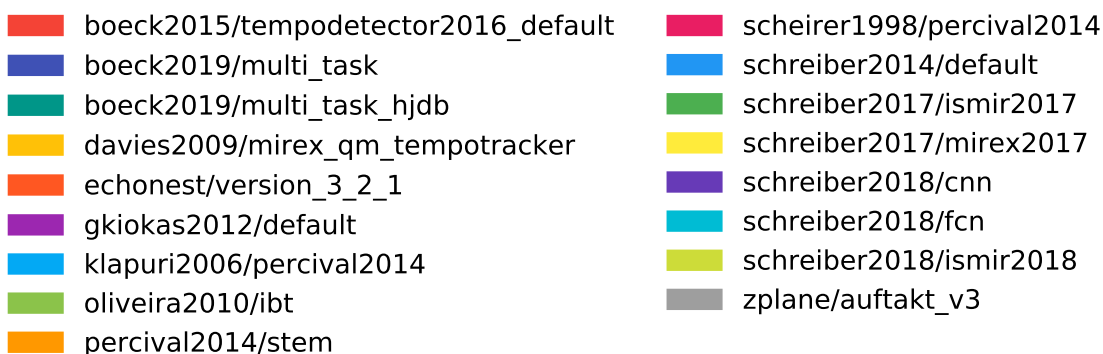 boeck2015/tempodetector2016_default
boeck2019/multi_task
boeck2019/multi_task_hjdb
davies2009/mirex_qm_tempotracker
echonest/version_3_2_1
gkiokas2012/default
klapuri2006/percival2014
oliveira2010/ibt
percival2014/stem
scheirer1998/percival2014
schreiber2014/default
schreiber2017/ismir2017
schreiber2017/mirex2017
schreiber2018/cnn
schreiber2018/fcn
schreiber2018/ismir2018
zplane/auftakt_v3